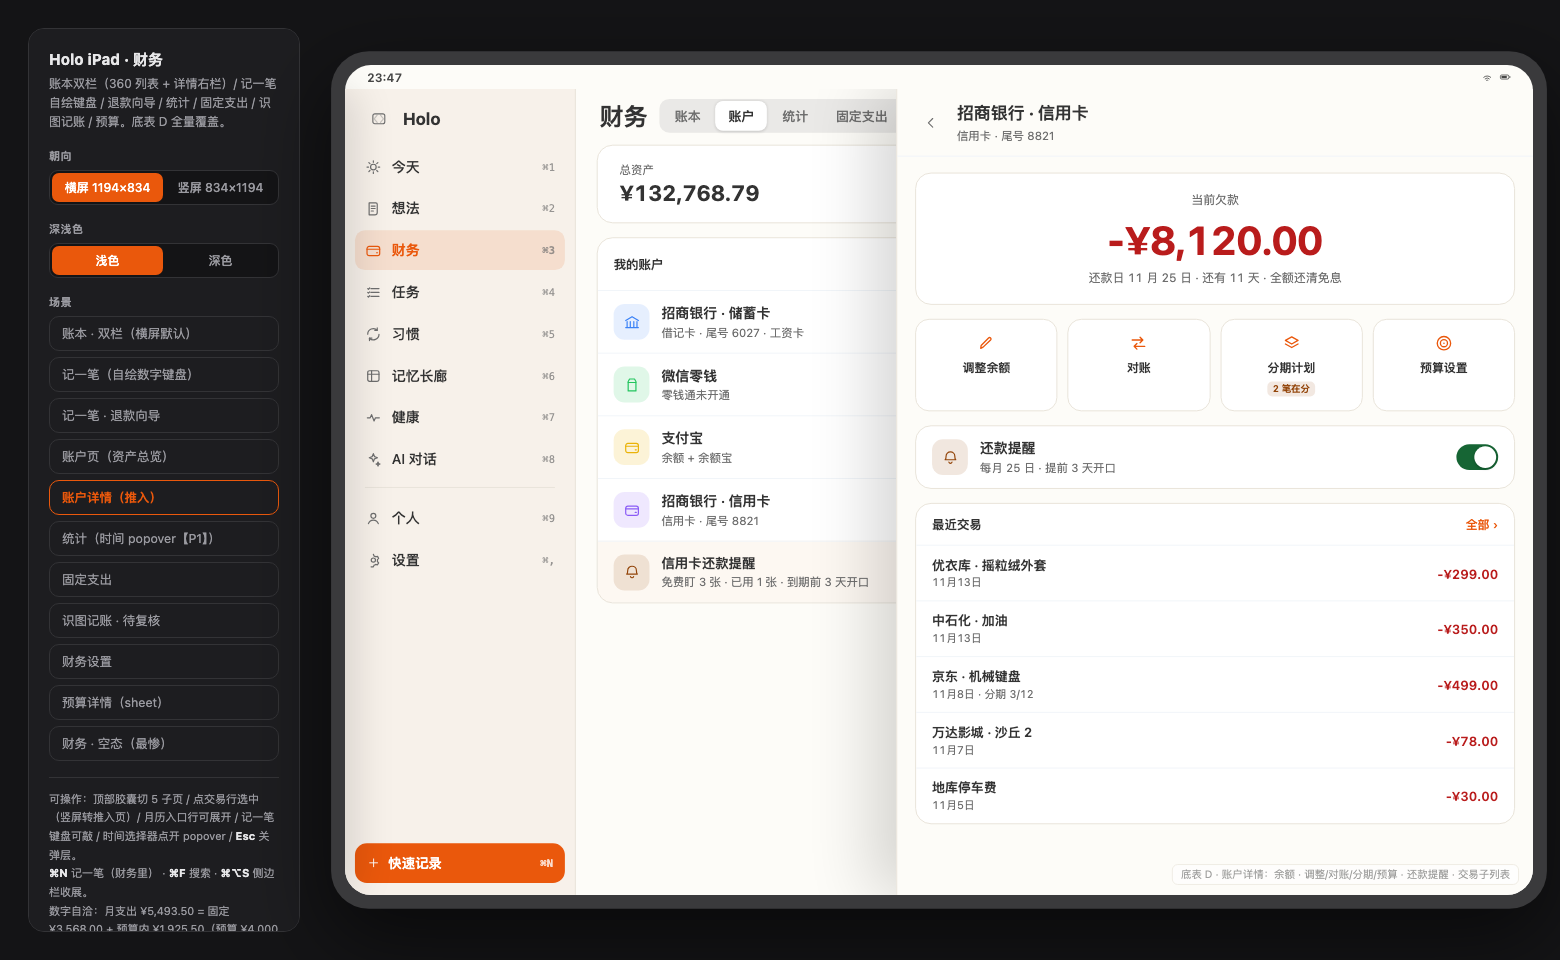 Holo iPad · 财务
账本双栏（360 列表 + 详情右栏）/ 记一笔
自绘键盘 / 退款向导 / 统计 / 固定支出 / 识
图记账 / 预算。底表 D 全量覆盖。
朝向
横屏 1194×834
竖屏 834×1194
深浅色
浅色
深色
场景
账本 · 双栏（横屏默认）
记一笔（自绘数字键盘）
记一笔 · 退款向导
账户页（资产总览）
账户详情（推入）
统计（时间 popover【P1】）
固定支出
识图记账 · 待复核
财务设置
预算详情（sheet）
财务 · 空态（最惨）
可操作：顶部胶囊切 5 子页 / 点交易行选中
（竖屏转推入页）/ 月历入口行可展开 / 记一笔
键盘可敲 / 时间选择器点开 popover / Esc 关
弹层。
⌘N 记一笔（财务里） · ⌘F 搜索 · ⌘⌥S 侧边
栏收展。
数字自洽：月支出 ¥5,493.50 = 固定
¥3,568.00 + 预算内 ¥1,925.50（预算 ¥4,000
23:47
Holo
今天 ⌘1
想法 ⌘2
财务 ⌘3
任务 ⌘4
习惯 ⌘5
记忆长廊 ⌘6
健康 ⌘7
AI 对话 ⌘8
个人 ⌘9
设置 ⌘,
+ 快速记录 ⌘N
财务
账本
账户
统计
固定支出
总资产
¥132,768.79
我的账户
招商银行 · 储蓄卡
借记卡 · 尾号 6027 · 工资卡
微信零钱
零钱通未开通
支付宝
余额 + 余额宝
招商银行 · 信用卡
信用卡 · 尾号 8821
信用卡还款提醒
免费盯 3 张 · 已用 1 张 · 到期前 3 天开口
招商银行 · 信用卡
信用卡 · 尾号 8821
当前欠款
-¥8,120.00
还款日 11 月 25 日 · 还有 11 天 · 全额还清免息
调整余额
对账
分期计划
2 笔在分
预算设置
还款提醒
每月 25 日 · 提前 3 天开口
最近交易
全部 ›
优衣库 · 摇粒绒外套
11月13日
-¥299.00
中石化 · 加油
11月13日
-¥350.00
京东 · 机械键盘
11月8日 · 分期 3/12
-¥499.00
万达影城 · 沙丘 2
11月7日
-¥78.00
地库停车费
11月5日
-¥30.00
底表 D · 账户详情：余额 · 调整/对账/分期/预算 · 还款提醒 · 交易子列表